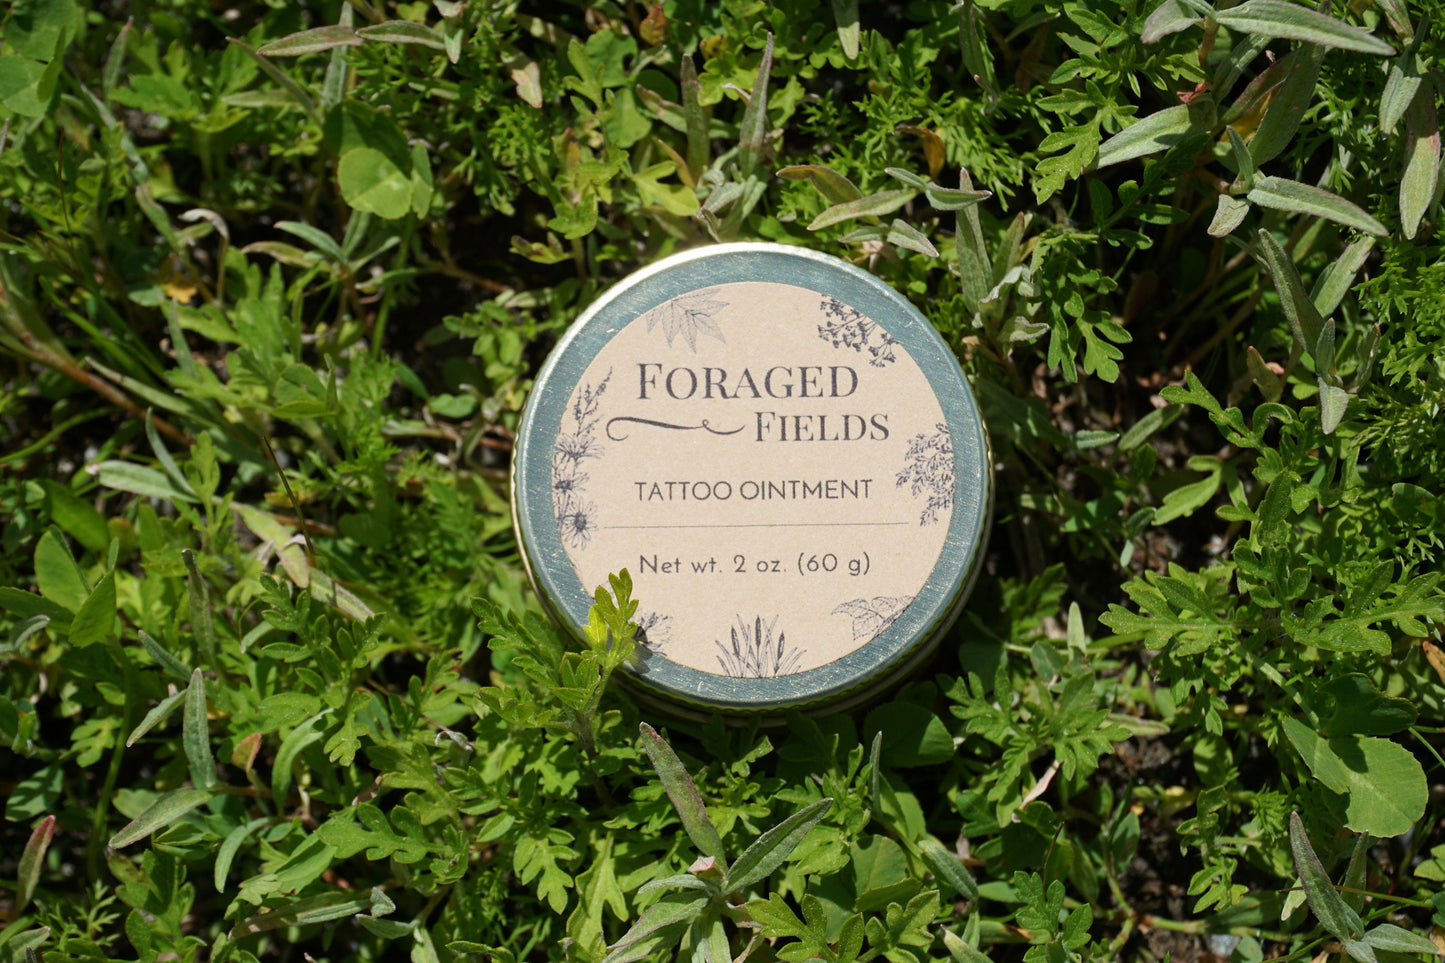 FORAGED
FIELDS
TATTOO OINTMENT
Net wt. 2 oz. (60 g)